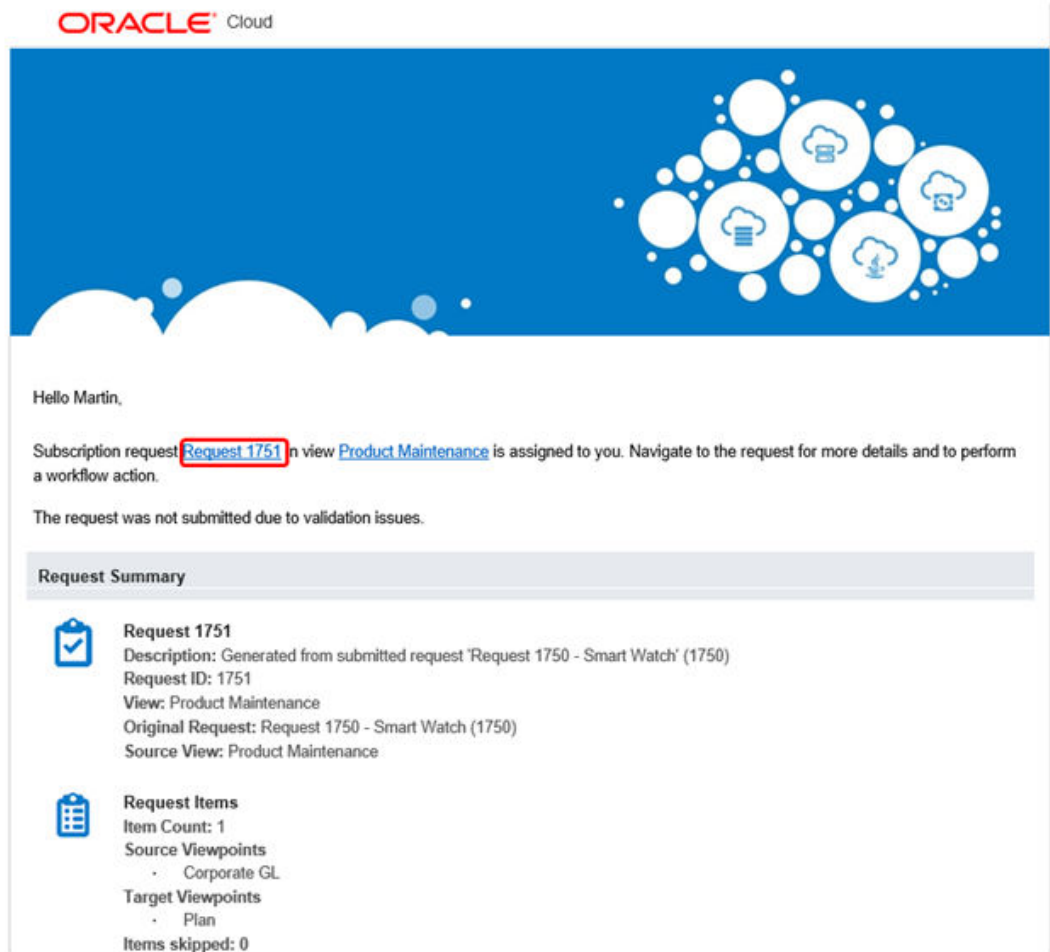 ORACLE® Cloud
Hello Martin,
Subscription request Request 1751 n view Product Maintenance is assigned to you. Navigate to the request for more details and to perform
a workflow action.
The request was not submitted due to validation issues.
Request Summary
Request 1751
Description: Generated from submitted request 'Request 1750 - Smart Watch' (1750)
Request ID: 1751
View: Product Maintenance
Original Request: Request 1750 - Smart Watch (1750)
Source View: Product Maintenance
Request Items
Item Count: 1
Source Viewpoints
· Corporate GL
Target Viewpoints
· Plan
Items skipped: 0